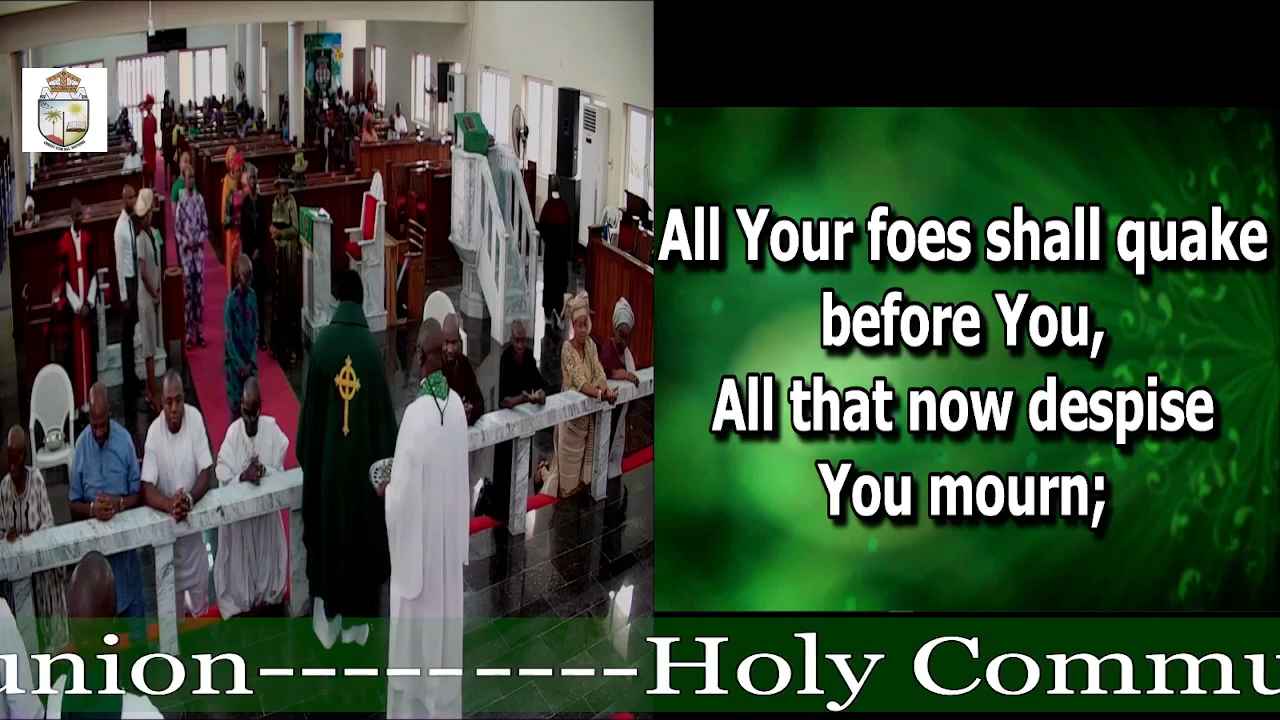 All Your foes shall quake
before You,
All that now despise
You mourn;
union---------Holy Commu